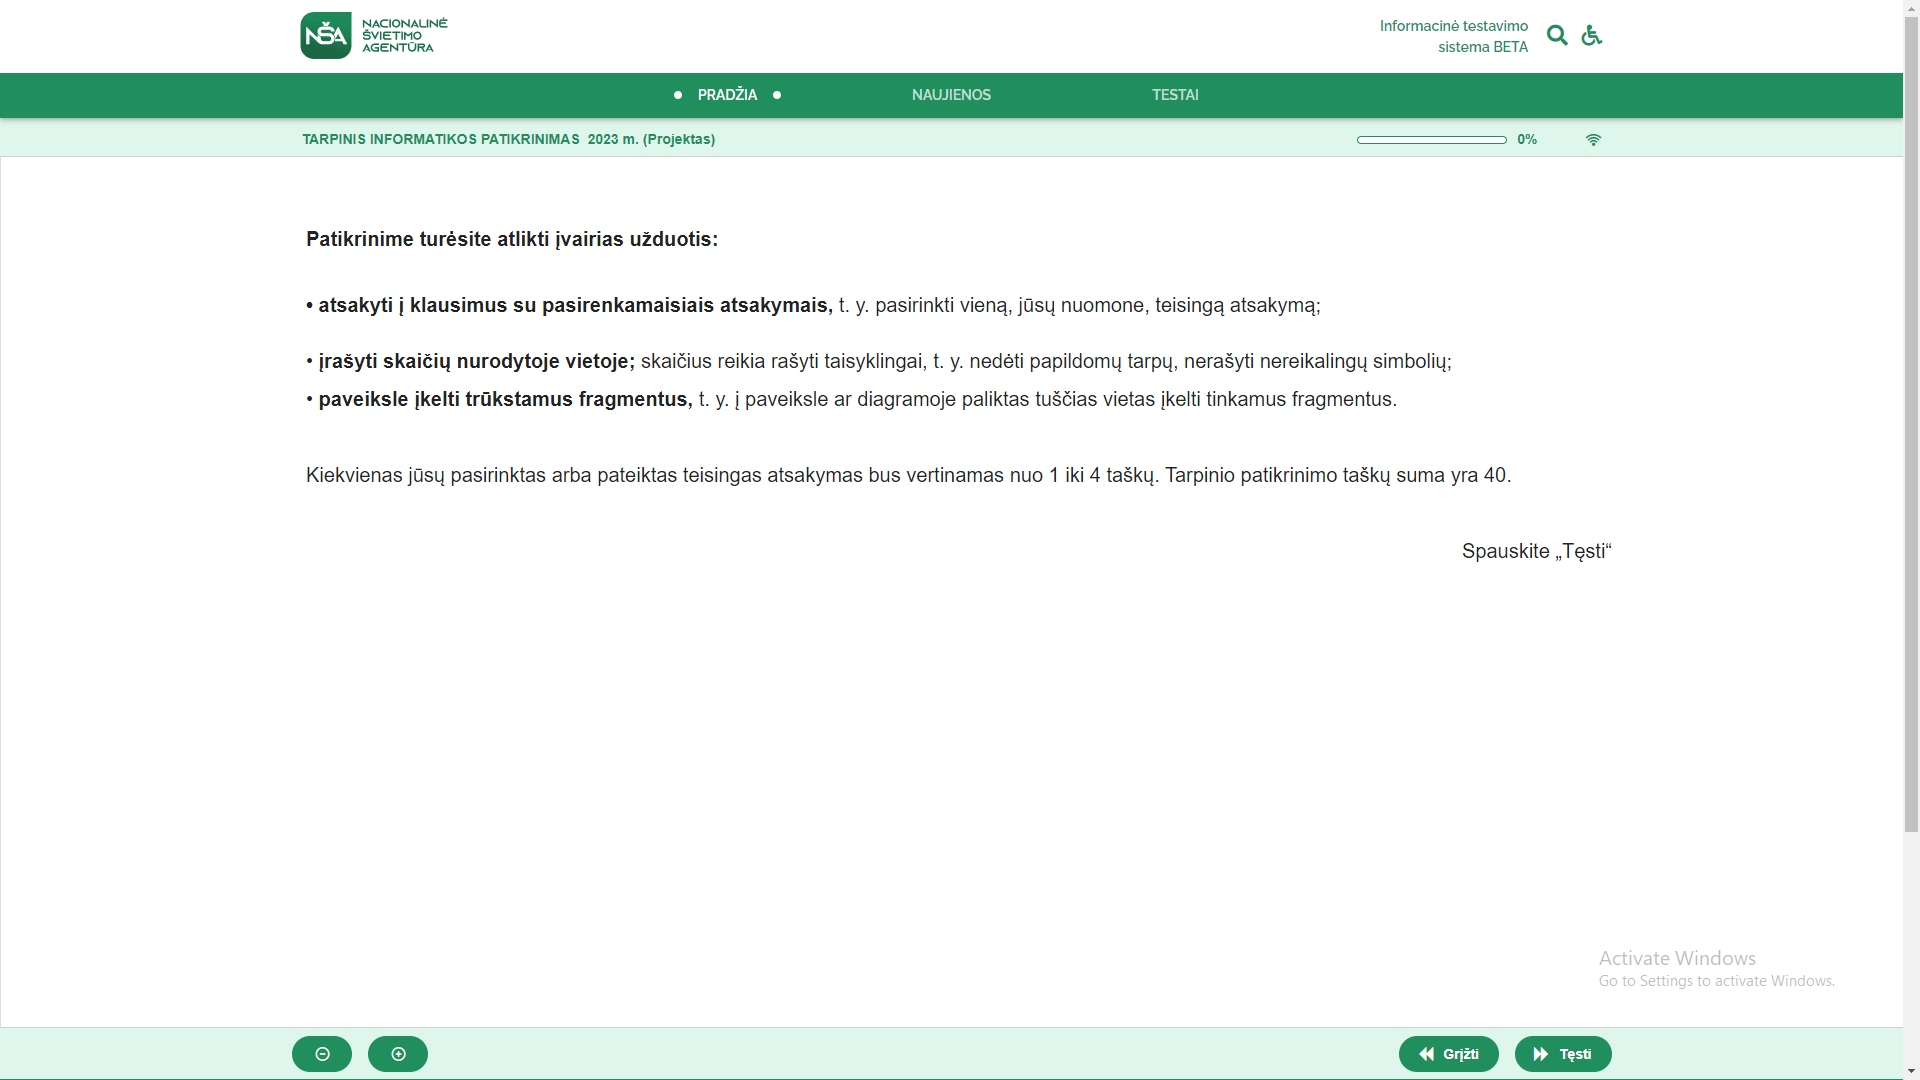 NŠA NACIONALINĖ
ŠVIETIMO
AGENTŪRA
Informacinė testavimo
sistema BETA
PRADŽIA NAUJIENOS TESTAI
TARPINIS INFORMATIKOS PATIKRINIMAS 2023 m. (Projektas) 0%
Patikrinime turėsite atlikti įvairias užduotis:
• atsakyti į klausimus su pasirenkamaisiais atsakymais, t. y. pasirinkti vieną, jūsų nuomone, teisingą atsakymą;
• įrašyti skaičių nurodytoje vietoje; skaičius reikia rašyti taisyklingai, t. y. nedėti papildomų tarpų, nerašyti nereikalingų simbolių;
• paveiksle įkelti trūkstamus fragmentus, t. y. į paveiksle ar diagramoje paliktas tuščias vietas įkelti tinkamus fragmentus.
Kiekvienas jūsų pasirinktas arba pateiktas teisingas atsakymas bus vertinamas nuo 1 iki 4 taškų. Tarpinio patikrinimo taškų suma yra 40.
Spauskite „Tęsti“
Activate Windows
Go to Settings to activate Windows.
Grįžti Tęsti